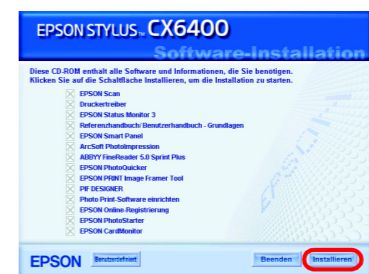 EPSON STYLUS™ CX6400
Software-Installation
Diese CD-ROM enthält alle Software und Informationen, die Sie benötigen.
Klicken Sie auf die Schaltfläche Installieren, um die Installation zu starten.
EPSON Scan
Druckertreiber
EPSON Status Monitor 3
Referenzhandbuch/Benutzerhandbuch - Grundlagen
EPSON Smart Panel
ArcSoft PhotoImpression
ABBYY FineReader 5.0 Sprint Plus
EPSON PhotoQuicker
EPSON PRINT Image Framer Tool
PIF DESIGNER
Photo Print-Software einrichten
EPSON Online-Registrierung
EPSON PhotoStarter
EPSON CardMonitor
EPSON
EPSON Benutzerdefiniert Beenden Installieren